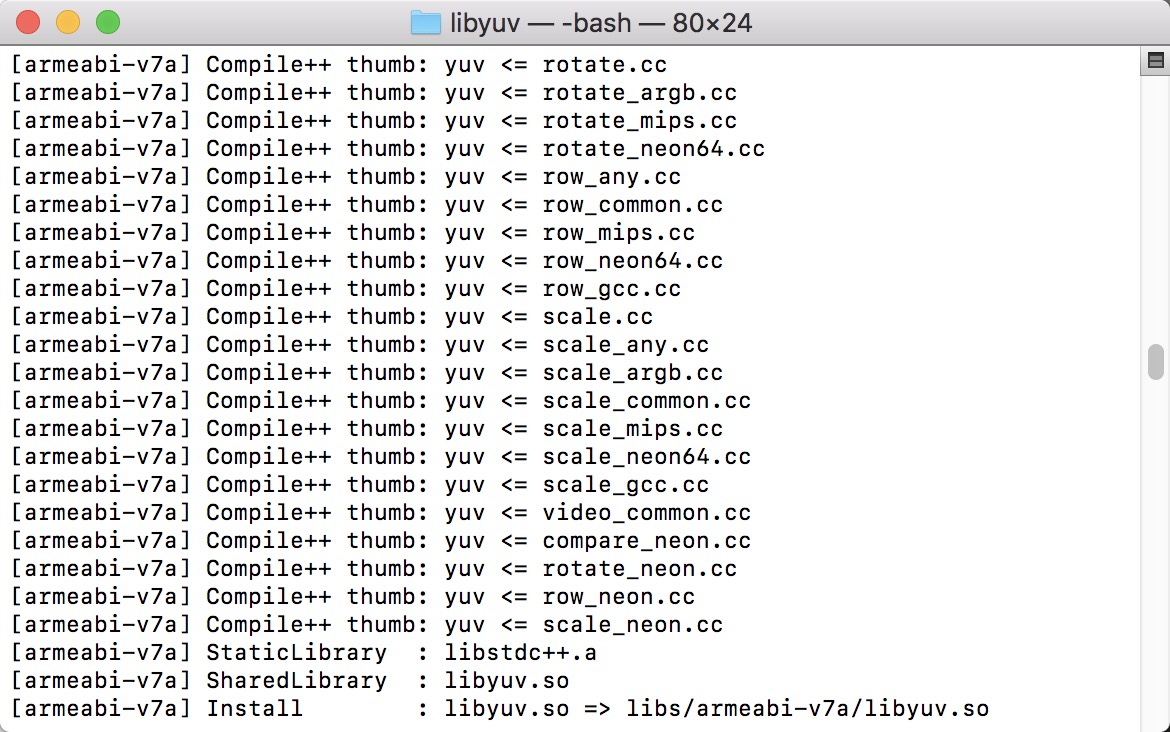 libyuv — -bash — 80×24
[armeabi-v7a] Compile++ thumb: yuv <= rotate.cc
[armeabi-v7a] Compile++ thumb: yuv <= rotate_argb.cc
[armeabi-v7a] Compile++ thumb: yuv <= rotate_mips.cc
[armeabi-v7a] Compile++ thumb: yuv <= rotate_neon64.cc
[armeabi-v7a] Compile++ thumb: yuv <= row_any.cc
[armeabi-v7a] Compile++ thumb: yuv <= row_common.cc
[armeabi-v7a] Compile++ thumb: yuv <= row_mips.cc
[armeabi-v7a] Compile++ thumb: yuv <= row_neon64.cc
[armeabi-v7a] Compile++ thumb: yuv <= row_gcc.cc
[armeabi-v7a] Compile++ thumb: yuv <= scale.cc
[armeabi-v7a] Compile++ thumb: yuv <= scale_any.cc
[armeabi-v7a] Compile++ thumb: yuv <= scale_argb.cc
[armeabi-v7a] Compile++ thumb: yuv <= scale_common.cc
[armeabi-v7a] Compile++ thumb: yuv <= scale_mips.cc
[armeabi-v7a] Compile++ thumb: yuv <= scale_neon64.cc
[armeabi-v7a] Compile++ thumb: yuv <= scale_gcc.cc
[armeabi-v7a] Compile++ thumb: yuv <= video_common.cc
[armeabi-v7a] Compile++ thumb: yuv <= compare_neon.cc
[armeabi-v7a] Compile++ thumb: yuv <= rotate_neon.cc
[armeabi-v7a] Compile++ thumb: yuv <= row_neon.cc
[armeabi-v7a] Compile++ thumb: yuv <= scale_neon.cc
[armeabi-v7a] StaticLibrary  : libstdc++.a
[armeabi-v7a] SharedLibrary  : libyuv.so
[armeabi-v7a] Install        : libyuv.so => libs/armeabi-v7a/libyuv.so